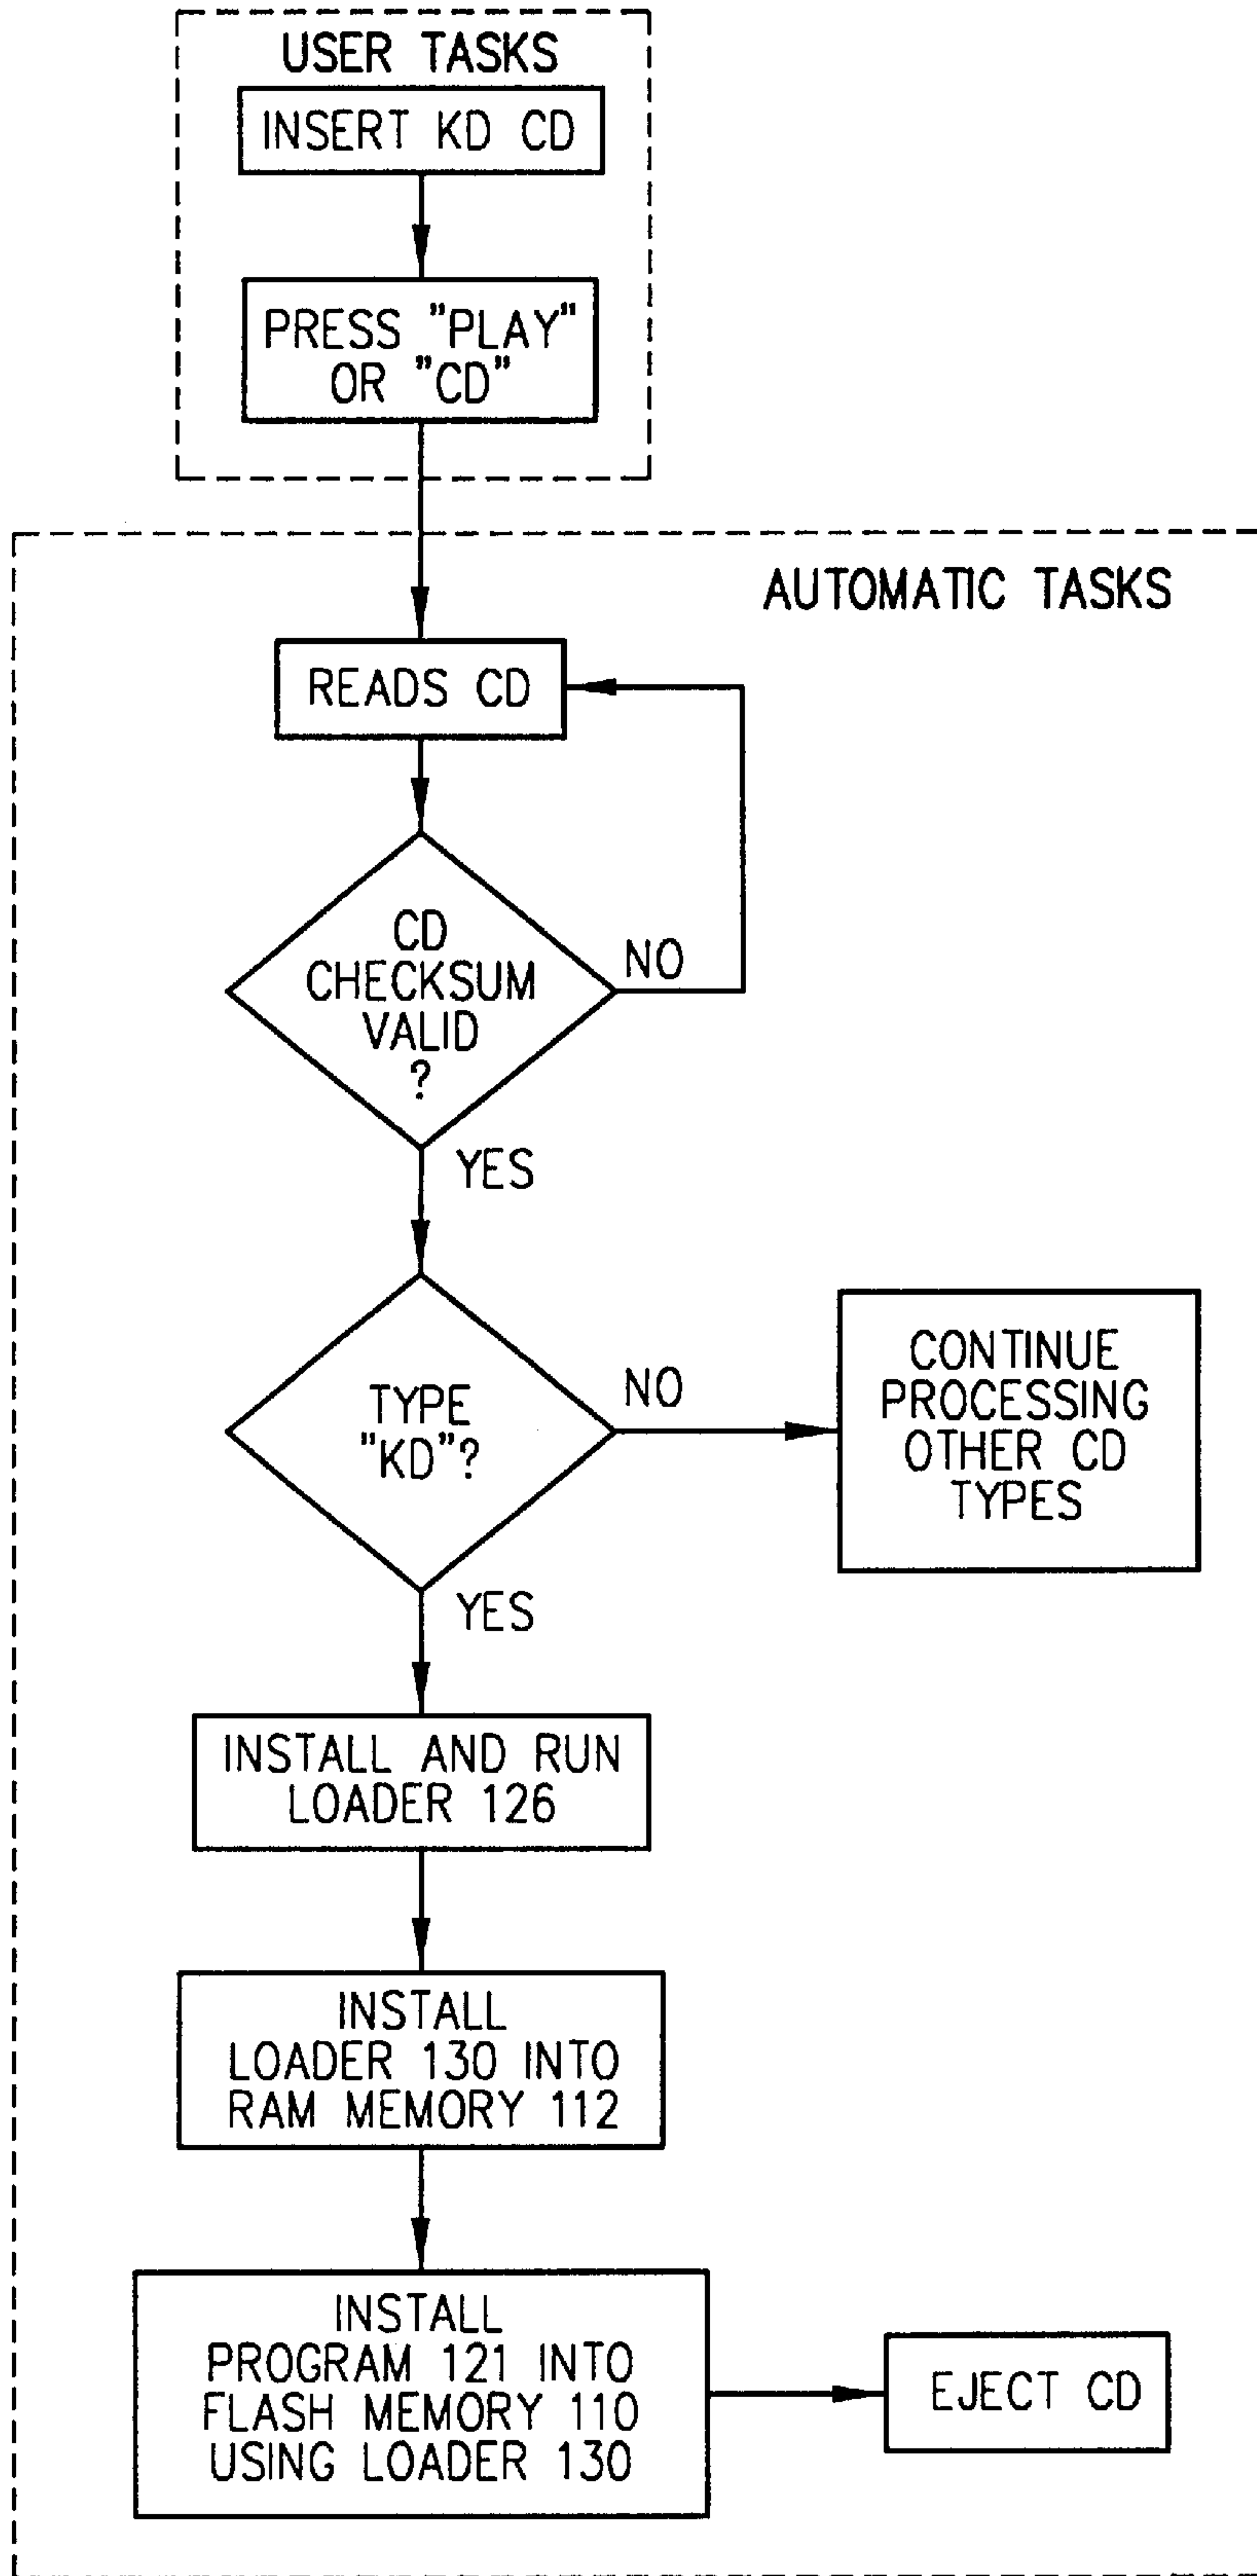 USER TASKS
INSERT KD CD
PRESS "PLAY"
OR "CD"
AUTOMATIC TASKS
READS CD
CD
CHECKSUM
VALID
?
NO
YES
TYPE
"KD"?
NO
CONTINUE
PROCESSING
OTHER CD
TYPES
YES
INSTALL AND RUN
LOADER 126
INSTALL
LOADER 130 INTO
RAM MEMORY 112
INSTALL
PROGRAM 121 INTO
FLASH MEMORY 110
USING LOADER 130
EJECT CD